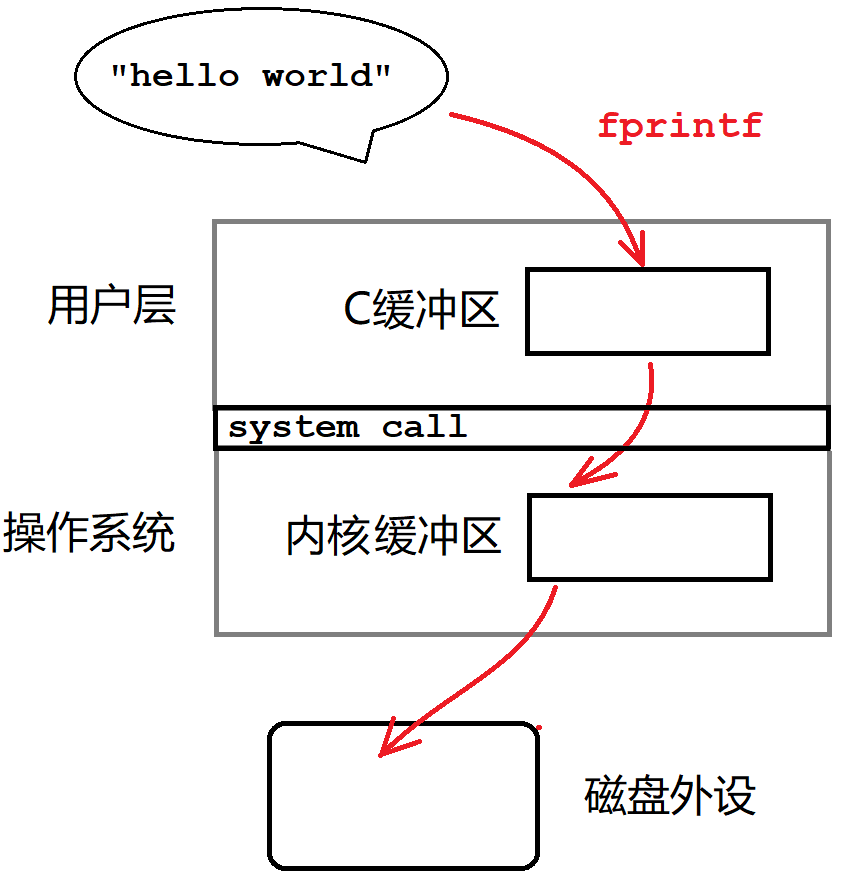 "hello world"
fprintf
用户层
C缓冲区
system call
操作系统
内核缓冲区
磁盘外设